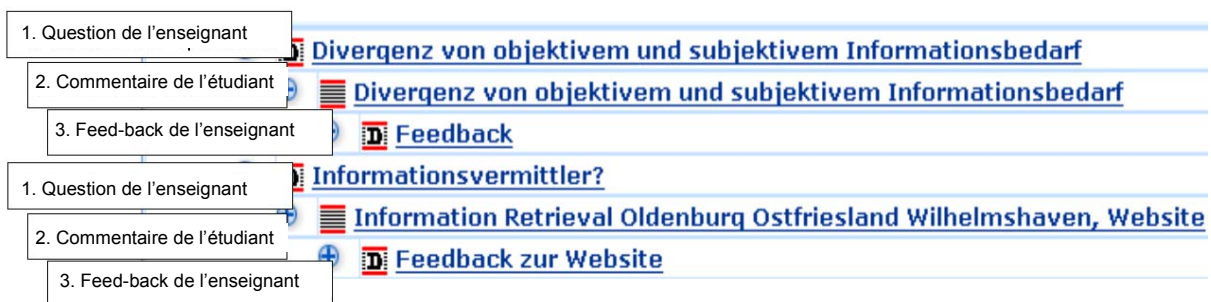 1. Question de l’enseignant
Divergenz von objektivem und subjektivem Informationsbedarf
2. Commentaire de l’étudiant
Divergenz von objektivem und subjektivem Informationsbedarf
3. Feed-back de l’enseignant
D Feedback
1. Question de l’enseignant
Informationsvermittler?
2. Commentaire de l’étudiant
Information Retrieval Oldenburg Ostfriesland Wilhelmshaven, Website
3. Feed-back de l’enseignant
D Feedback zur Website